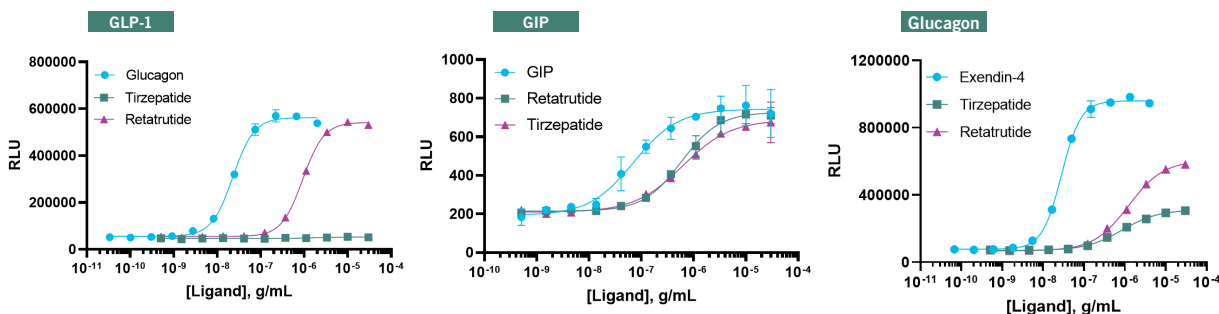 GLP-1
800000
600000
400000
200000
0
RLU
Glucagon
Tirzepatide
Retatrutide
10-11 10-10 10-9 10-8 10-7 10-6 10-5 10-4
[Ligand], g/mL
GIP
1000
800
600
400
200
0
RLU
GIP
Retatrutide
Tirzepatide
10-10 10-9 10-8 10-7 10-6 10-5 10-4
[Ligand], g/mL
Glucagon
1200000
800000
400000
0
RLU
Exendin-4
Tirzepatide
Retatrutide
10-11 10-10 10-9 10-8 10-7 10-6 10-5 10-4
[Ligand], g/mL